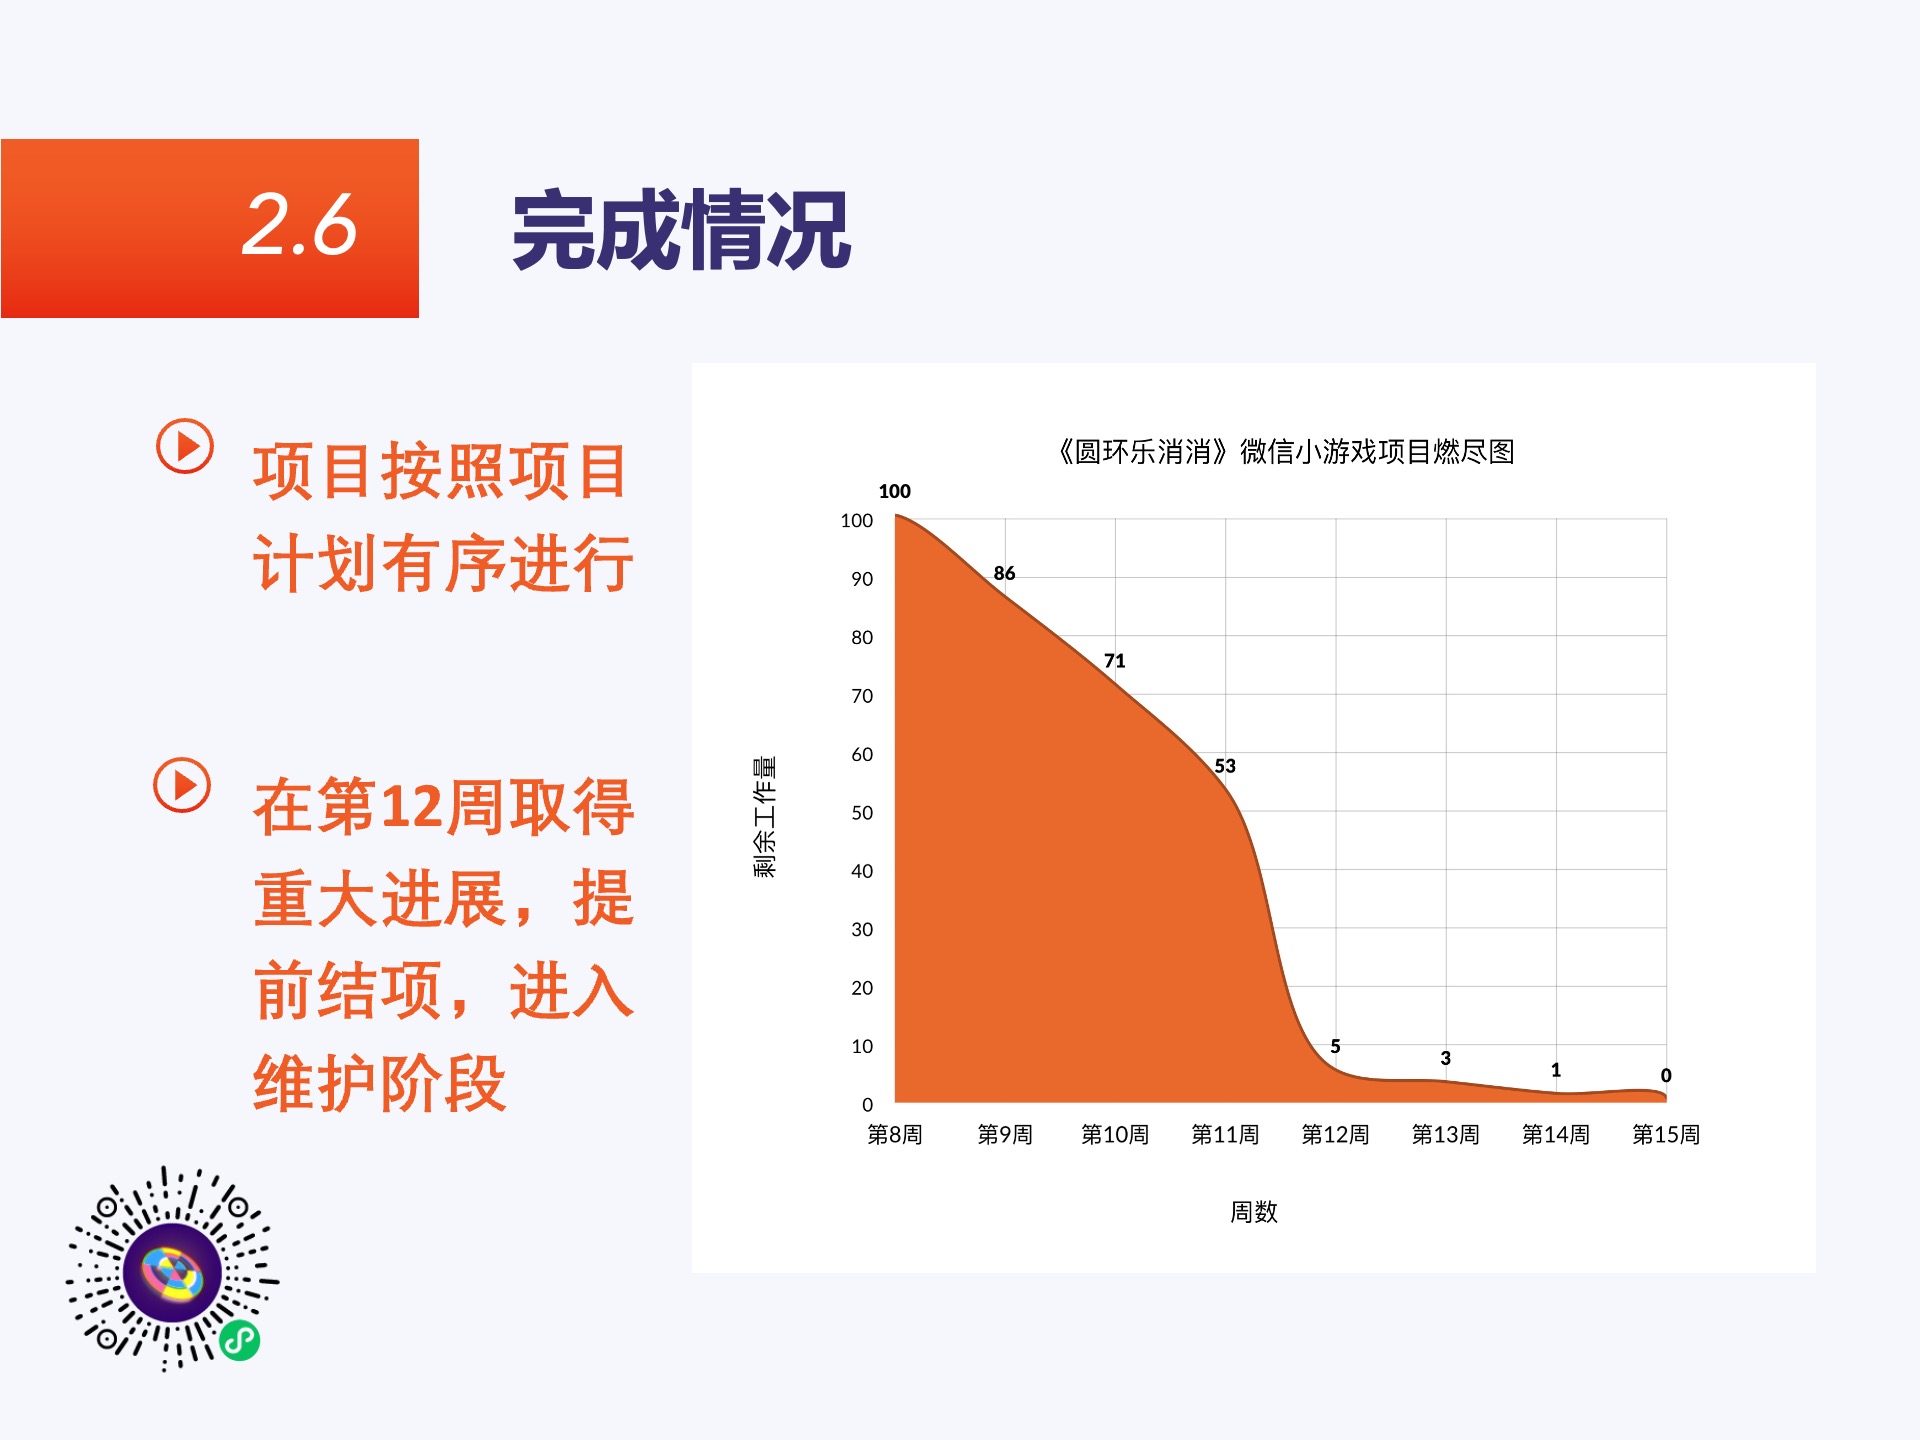 2.6
完成情况
项目按照项目
计划有序进行
在第12周取得
重大进展，提
前结项，进入
维护阶段
《圆环乐消消》微信小游戏项目燃尽图
剩余工作量
100
90
80
70
60
50
40
30
20
10
0
100
86
71
53
5
3
1
0
第8周 第9周 第10周 第11周 第12周 第13周 第14周 第15周
周数